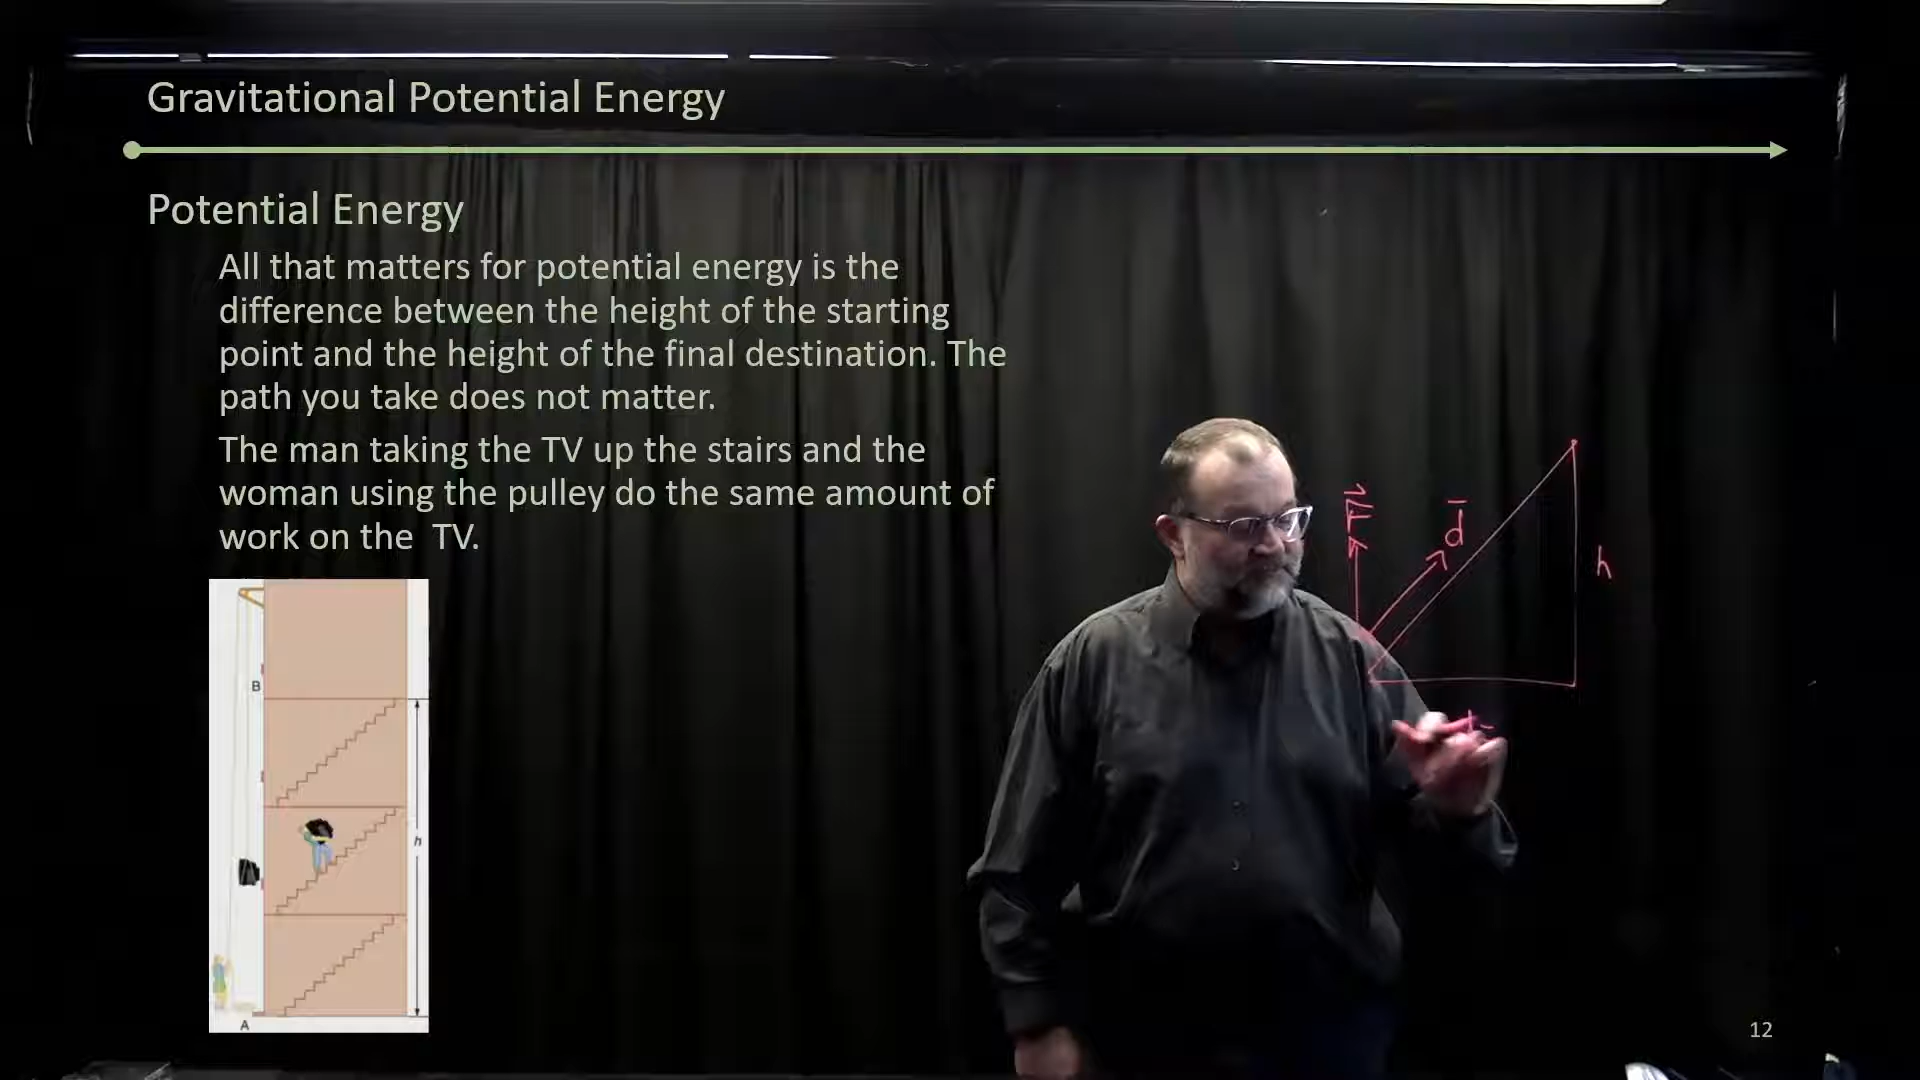 Gravitational Potential Energy
Potential Energy
All that matters for potential energy is the
difference between the height of the starting
point and the height of the final destination. The
path you take does not matter.
The man taking the TV up the stairs and the
woman using the pulley do the same amount of
work on the TV.
B
h
A
F
d
h
12